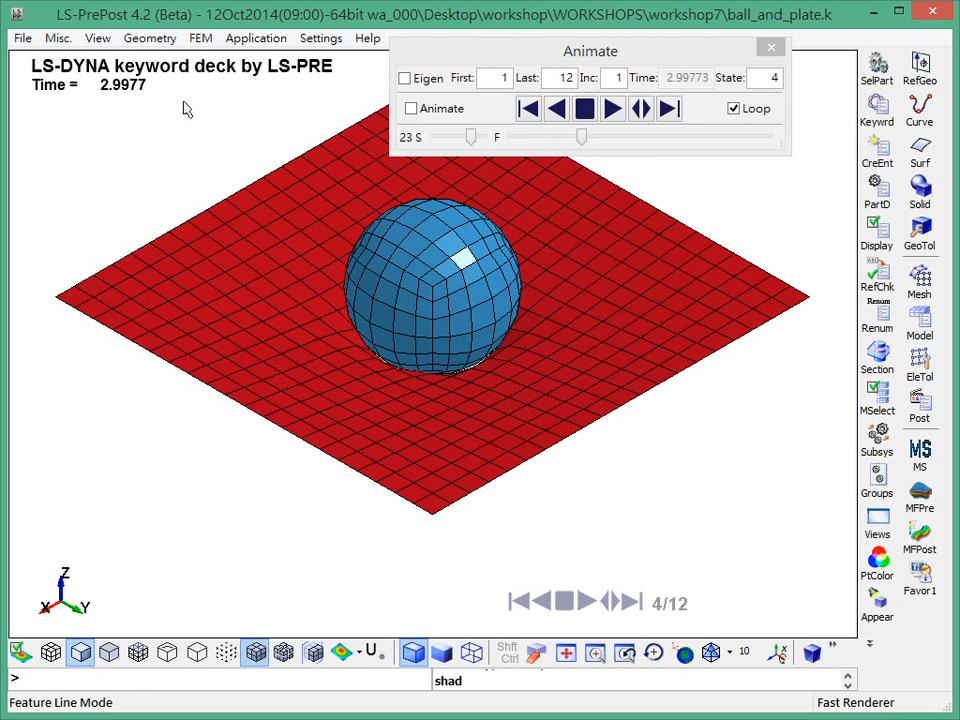 LS-PrePost 4.2 (Beta) - 12Oct2014(09:00)-64bit wa_000\Desktop\workshop\WORKSHOPS\workshop7\ball_and_plate.k
File Misc. View Geometry FEM Application Settings Help
Animate
LS-DYNA keyword deck by LS-PRE
Time = 2.9977
Eigen First: 1 Last: 12 Inc: 1 Time: 2.99773 State: 4
Animate Loop
23 S F
SelPart RefGeo
Keywrd Curve
CreEnt Surf
PartD Solid
Display GeoTol
RefChk Mesh
Renum
Renum Model
Section EleTol
MSelect Post
Subsys MS
MS
Groups MFPre
Views MFPost
PtColor Favor1
Appear
Z
X Y
4/12
U
Shft
Ctrl
10
»
> shad
Feature Line Mode Fast Renderer